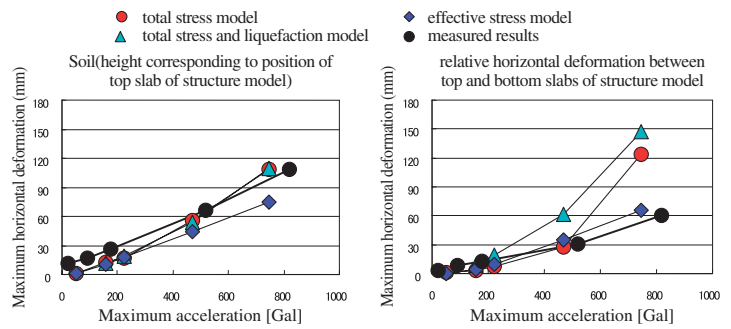 total stress model
total stress and liquefaction model
effective stress model
measured results
Soil(height corresponding to position of
top slab of structure model)
Maximum horizontal deformation (mm)
180
150
120
90
60
30
0
0 200 400 600 800 1000
Maximum acceleration [Gal]
relative horizontal deformation between
top and bottom slabs of structure model
Maximum horizontal deformation (mm)
180
150
120
90
60
30
0
0 200 400 600 800 1000
Maximum acceleration [Gal]